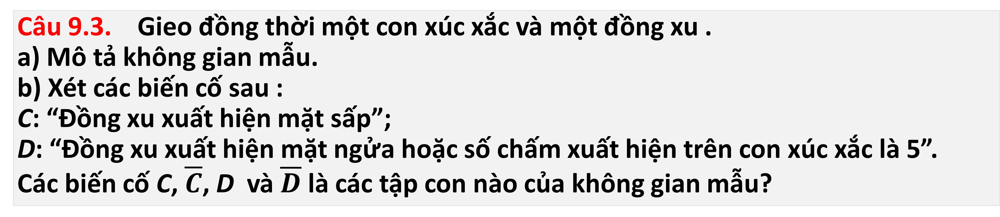 Câu 9.3. Gieo đồng thời một con xúc xắc và một đồng xu .
a) Mô tả không gian mẫu.
b) Xét các biến cố sau :
C: “Đồng xu xuất hiện mặt sấp”;
D: “Đồng xu xuất hiện mặt ngửa hoặc số chấm xuất hiện trên con xúc xắc là 5”.
Các biến cố C, C̅, D và D̅ là các tập con nào của không gian mẫu?